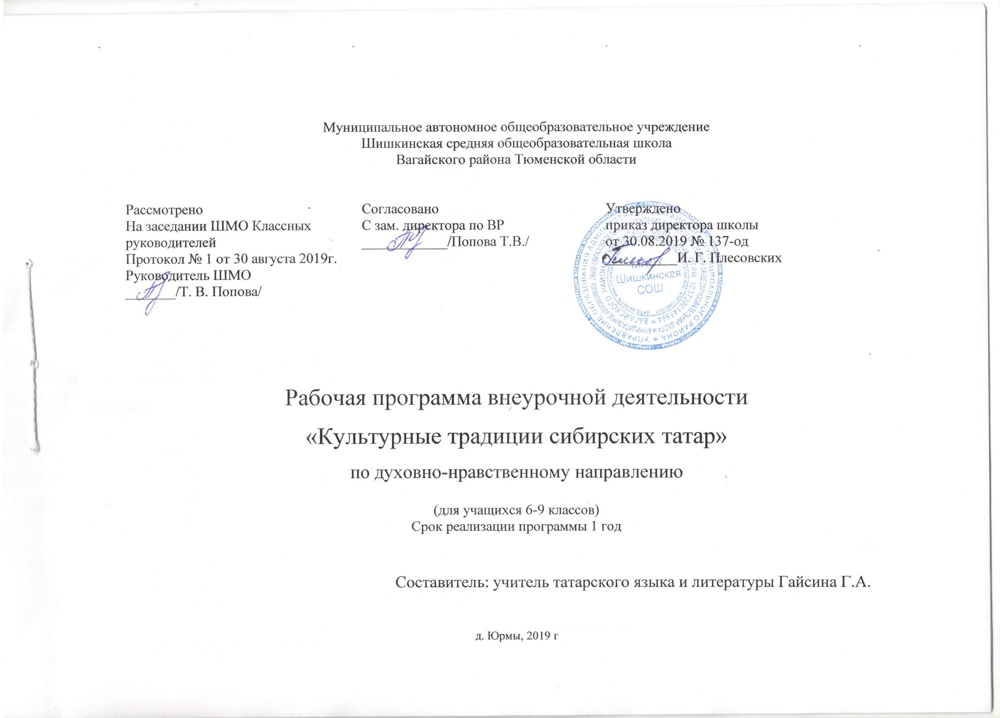 Муниципальное автономное общеобразовательное учреждение
Шишкинская средняя общеобразовательная школа
Вагайского района Тюменской области
Рассмотрено
На заседании ШМО Классных
руководителей
Протокол № 1 от 30 августа 2019г.
Руководитель ШМО
_______/Т. В. Попова/
Согласовано
С зам. директора по ВР
____________/Попова Т.В./
Утверждено
приказ директора школы
от 30.08.2019 № 137-од
__________И. Г. Плесовских
МАОУ
Шишкинская
СОШ
Рабочая программа внеурочной деятельности
«Культурные традиции сибирских татар»
по духовно-нравственному направлению
(для учащихся 6-9 классов)
Срок реализации программы 1 год
Составитель: учитель татарского языка и литературы Гайсина Г.А.
д. Юрмы, 2019 г